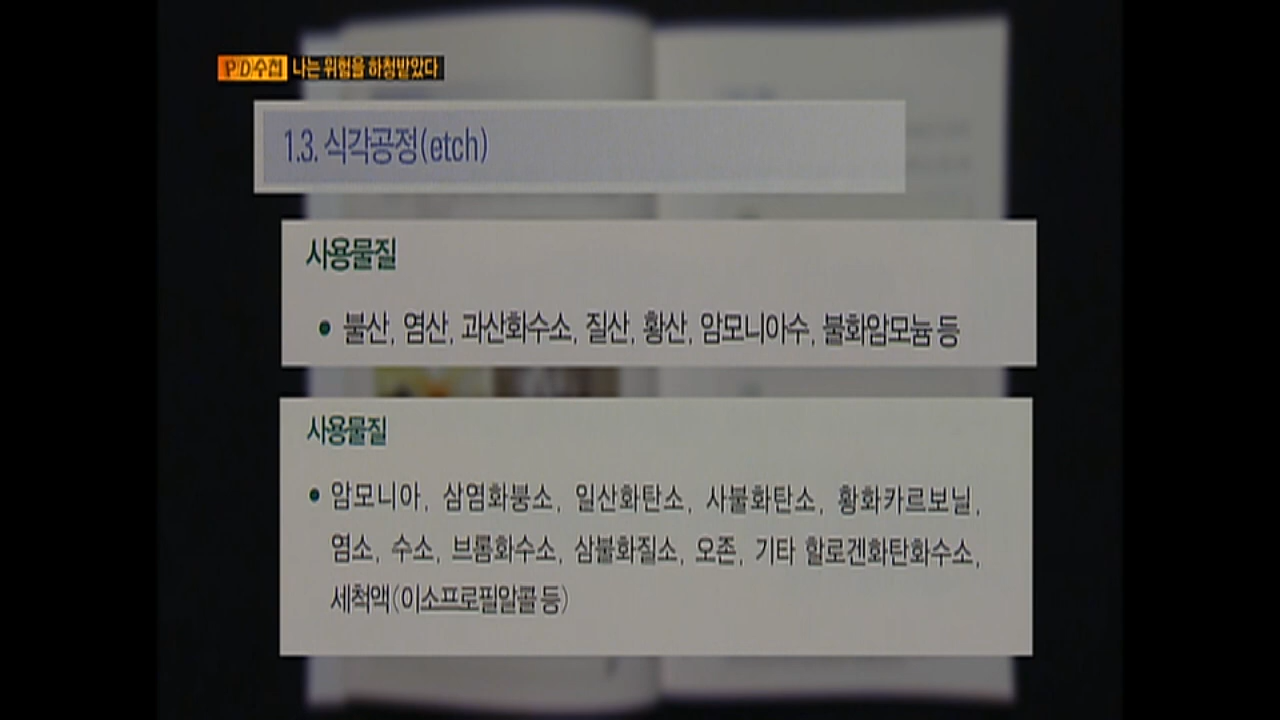 PD수첩 나는 위험을 하청받았다
1.3. 식각공정(etch)
사용물질
• 불산, 염산, 과산화수소, 질산, 황산, 암모니아수, 불화암모늄 등
사용물질
• 암모니아, 삼염화붕소, 일산화탄소, 사불화탄소, 황화카르보닐,
염소, 수소, 브롬화수소, 삼불화질소, 오존, 기타 할로겐화탄화수소,
세척액(이소프로필알콜 등)